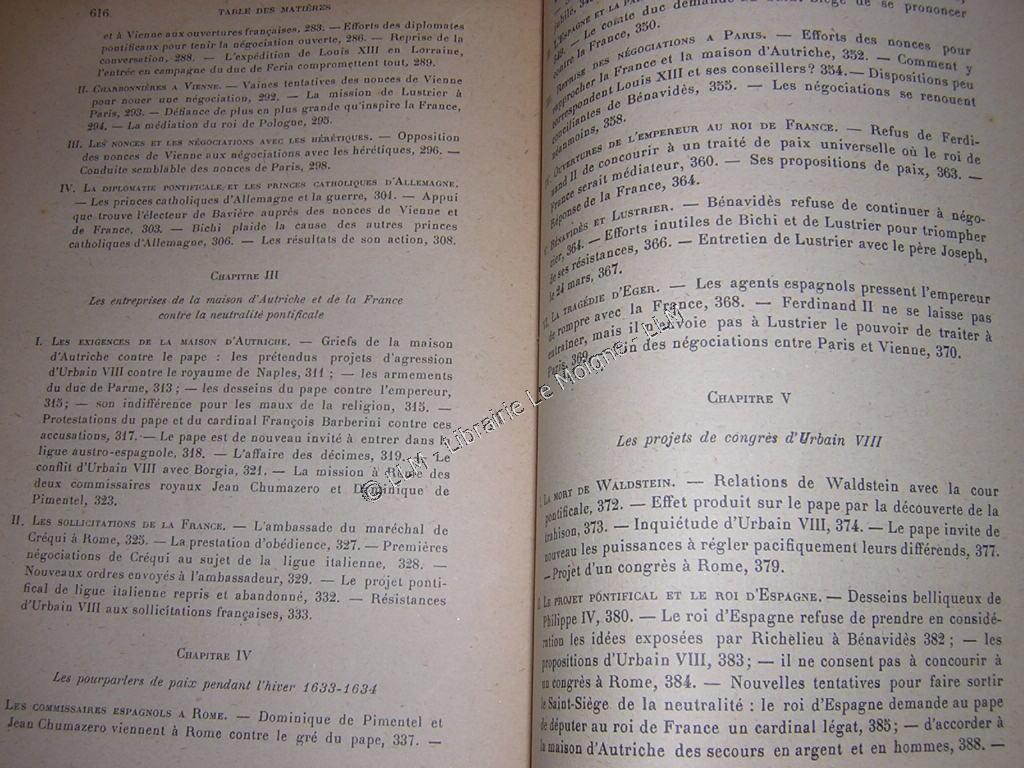 616 TABLE DES MATIÈRES
et à Vienne aux ouvertures françaises, 283. — Efforts des diplomates
pontificaux pour tenir la négociation ouverte, 286. — Reprise de la
conversation, 288. — L'expédition de Louis XIII en Lorraine,
l'entrée en campagne du duc de Feria compromettent tout, 289.
II. CHARBONNIÈRES A VIENNE. — Vaines tentatives des nonces de Vienne
pour nouer une négociation, 292. — La mission de Lustrier à
Paris, 293. — Défiance de plus en plus grande qu'inspire la France,
294. — La médiation du roi de Pologne, 295.
III. LES NONCES ET LES NÉGOCIATIONS AVEC LES HÉRÉTIQUES. — Opposition
des nonces de Vienne aux négociations avec les hérétiques, 296. —
Conduite semblable des nonces de Paris, 298.
IV. LA DIPLOMATIE PONTIFICALE ET LES PRINCES CATHOLIQUES D'ALLEMAGNE.
— Les princes catholiques d'Allemagne et la guerre, 301. — Appui
que trouve l'électeur de Bavière auprès des nonces de Vienne et
de France, 303. — Bichi plaida la cause des autres princes
catholiques d'Allemagne, 306. — Les résultats de son action, 308.
CHAPITRE III
Les entreprises de la maison d'Autriche et de la France
contre la neutralité pontificale
I. LES EXIGENCES DE LA MAISON D'AUTRICHE. — Griefs de la maison
d'Autriche contre le pape : les prétendus projets d'agression
d'Urbain VIII contre le royaume de Naples, 311 ; — les armements
du duc de Parme, 313 ; — les desseins du pape contre l'empereur,
315; — son indifférence pour les maux de la religion, 315. —
Protestations du pape et du cardinal François Barberini contre ces
accusations, 317. — Le pape est de nouveau invité à entrer dans la
ligue austro-espagnole, 318. — L'affaire des décimes, 319. — Le
conflit d'Urbain VIII avec Borgia, 321. — La mission à Rome des
deux commissaires royaux Jean Chumazero et Dominique de
Pimentel, 323.
II. LES SOLLICITATIONS DE LA FRANCE. — L'ambassade du maréchal de
Créqui à Rome, 325. — La prestation d'obédience, 327. — Premières
négociations de Créqui au sujet de la ligue italienne, 328. —
Nouveaux ordres envoyés à l'ambassadeur, 329. — Le projet ponti-
fical de ligue italienne repris et abandonné, 332. — Résistances
d'Urbain VIII aux sollicitations françaises, 333.
CHAPITRE IV
Les pourparlers de paix pendant l'hiver 1633-1634
LES COMMISSAIRES ESPAGNOLS A ROME. — Dominique de Pimentel et
Jean Chumazero viennent à Rome contre le gré du pape, 337. —
Le comte duc demande au Saint Siège de se prononcer
contre la France, 350.
REPRISE DES NÉGOCIATIONS A PARIS. — Efforts des nonces pour
rapprocher la France et la maison d'Autriche, 352. — Comment y
correspondent Louis XIII et ses conseillers? 354. — Dispositions peu
conciliantes de Bénavidès, 355. — Les négociations se renouent
néanmoins, 358.
OUVERTURES DE L'EMPEREUR AU ROI DE FRANCE. — Refus de Ferdi-
nand II de concourir à un traité de paix universelle où le roi de
France serait médiateur, 360. — Ses propositions de paix, 363. —
Réponse de la France, 364.
BÉNAVIDÈS ET LUSTRIER. — Bénavidès refuse de continuer à négo-
cier, 364. — Efforts inutiles de Bichi et de Lustrier pour triompher
de ses résistances, 366. — Entretien de Lustrier avec le père Joseph,
le 24 mars, 367.
LA TRAGÉDIE D'EGER. — Les agents espagnols pressent l'empereur
de rompre avec la France, 368. — Ferdinand II ne se laisse pas
entraîner, mais il n'envoie pas à Lustrier le pouvoir de traiter à
Paris, 369. — Fin des négociations entre Paris et Vienne, 370.
CHAPITRE V
Les projets de congrès d'Urbain VIII
LA MORT DE WALDSTEIN. — Relations de Waldstein avec la cour
pontificale, 372. — Effet produit sur le pape par la découverte de la
trahison, 373. — Inquiétude d'Urbain VIII, 374. — Le pape invite de
nouveau les puissances à régler pacifiquement leurs différends, 377.
— Projet d'un congrès à Rome, 379.
LE PROJET PONTIFICAL ET LE ROI D'ESPAGNE. — Desseins belliqueux de
Philippe IV, 380. — Le roi d'Espagne refuse de prendre en considé-
ration les idées exposées par Richelieu à Bénavidès 382 ; — les
propositions d'Urbain VIII, 383 ; — il ne consent pas à concourir à
un congrès à Rome, 384. — Nouvelles tentatives pour faire sortir
le Saint-Siège de la neutralité : le roi d'Espagne demande au pape
de députer au roi de France un cardinal légat, 385; — d'accorder à
la maison d'Autriche des secours en argent et en hommes, 388. —
© LLM - Librairie Le Moigne - LLM